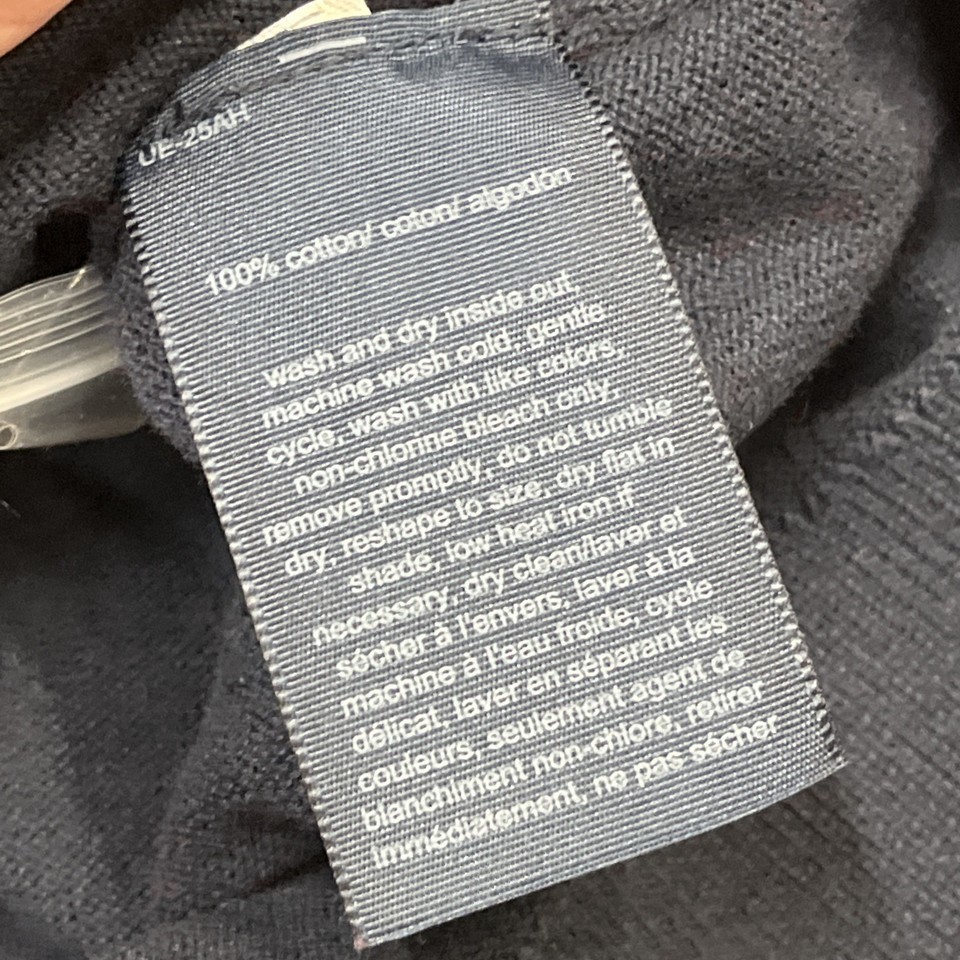 UE-25AH
100% cotton/ coton/ algodón
wash and dry inside out,
machine wash cold, gentle
cycle, wash with like colors,
non-chlorine bleach only,
remove promptly, do not tumble
dry, reshape to size, dry flat in
shade, low heat iron if
necessary, dry clean/laver et
sécher à l'envers, laver à la
machine à l'eau froide, cycle
délicat, laver en séparant les
couleurs, seulement agent de
blanchiment non-chlore, retirer
immédiatement, ne pas sécher